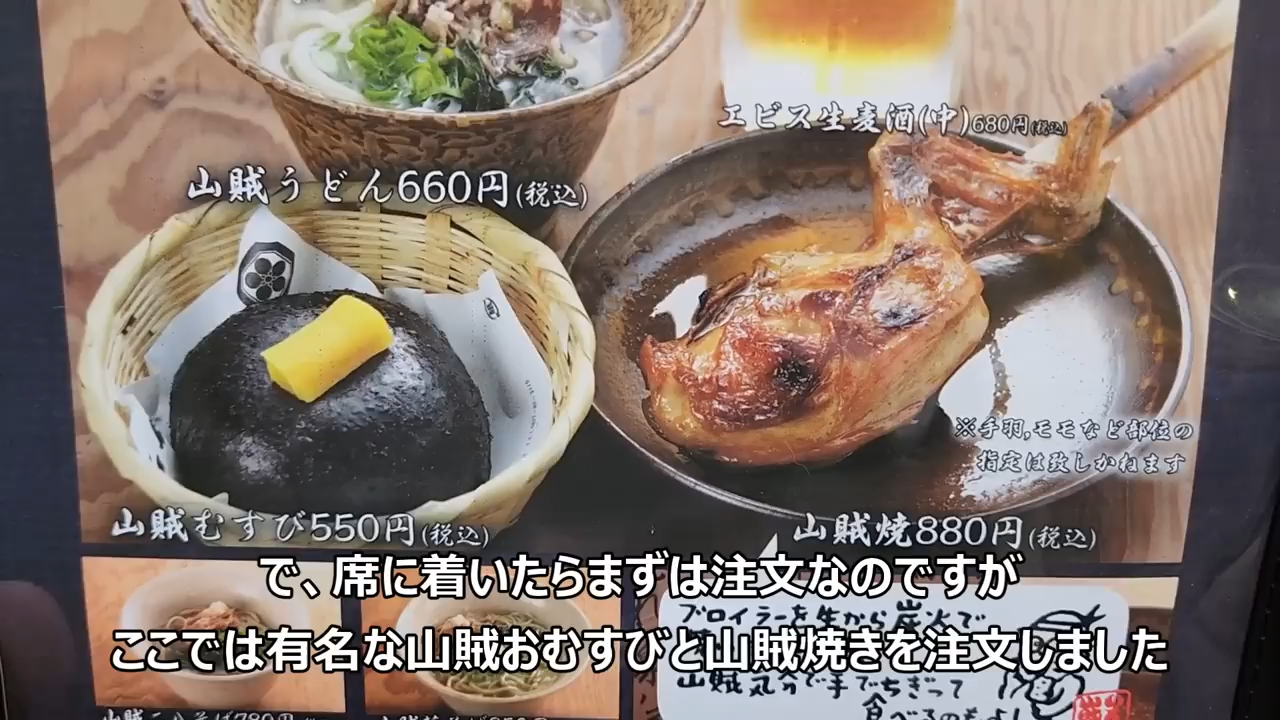 エビス生麦酒(中)680円(税込)
山賊うどん660円(税込)
※手羽,モモなど部位の
指定は致しかねます
山賊むすび550円(税込)
山賊焼880円(税込)
で、席に着いたらまずは注文なのですが
ここでは有名な山賊おむすびと山賊焼きを注文しました
ブロイラーを生から炭火で
山賊気分で手でちぎって
食べるのもよし